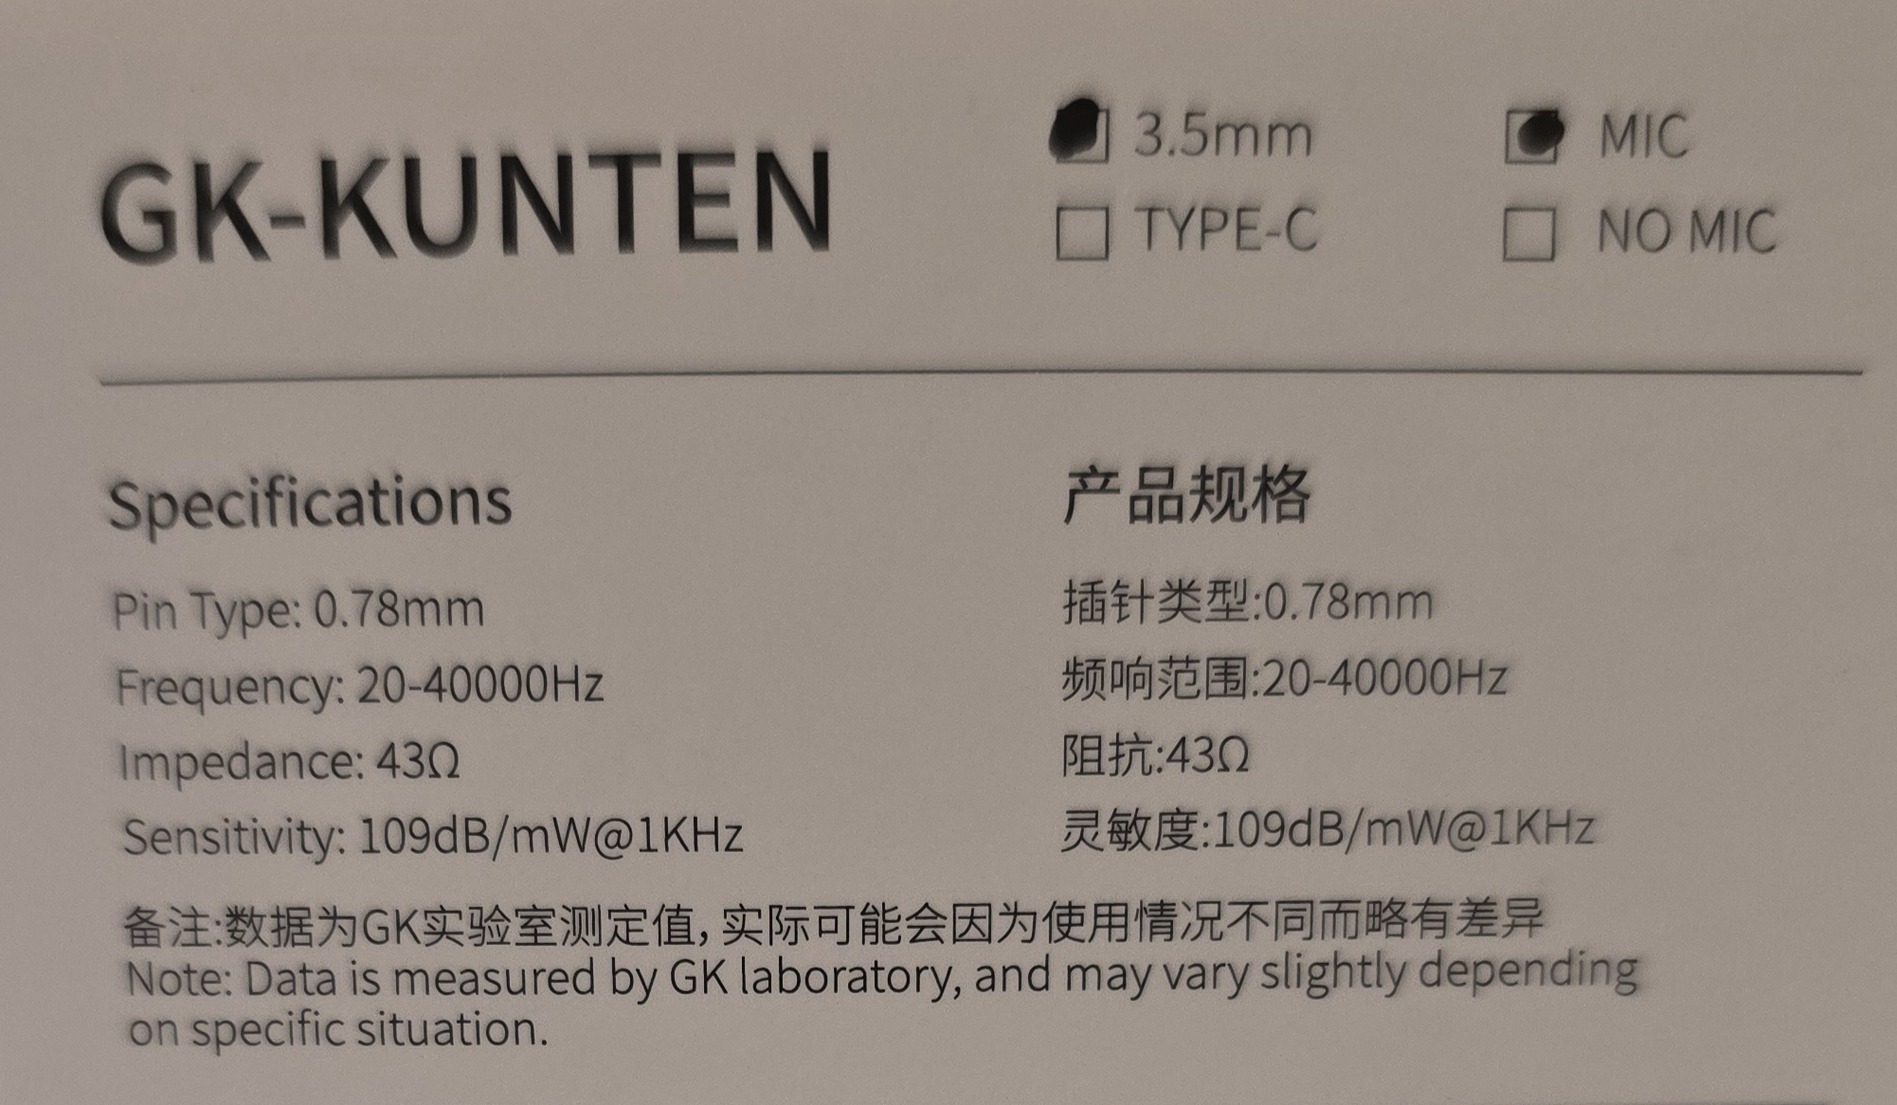 GK-KUNTEN
3.5mm
MIC
TYPE-C
NO MIC
Specifications
Pin Type: 0.78mm
Frequency: 20-40000Hz
Impedance: 43Ω
Sensitivity: 109dB/mW@1KHz
产品规格
插针类型:0.78mm
频响范围:20-40000Hz
阻抗:43Ω
灵敏度:109dB/mW@1KHz
备注:数据为GK实验室测定值,实际可能会因为使用情况不同而略有差异
Note: Data is measured by GK laboratory, and may vary slightly depending
on specific situation.